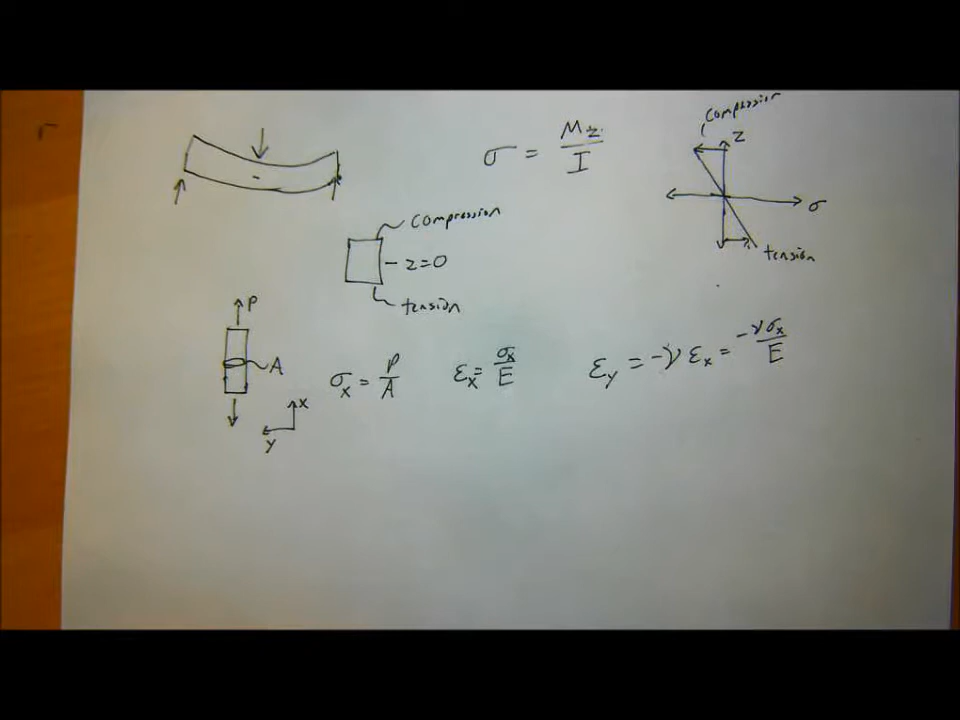 compression
σ = Mz/I
z
σ
compression
z=0
tension
tension
P
A
σx = P/A
εx = σx/E
εy = -ν εx = -νσx/E
x
y